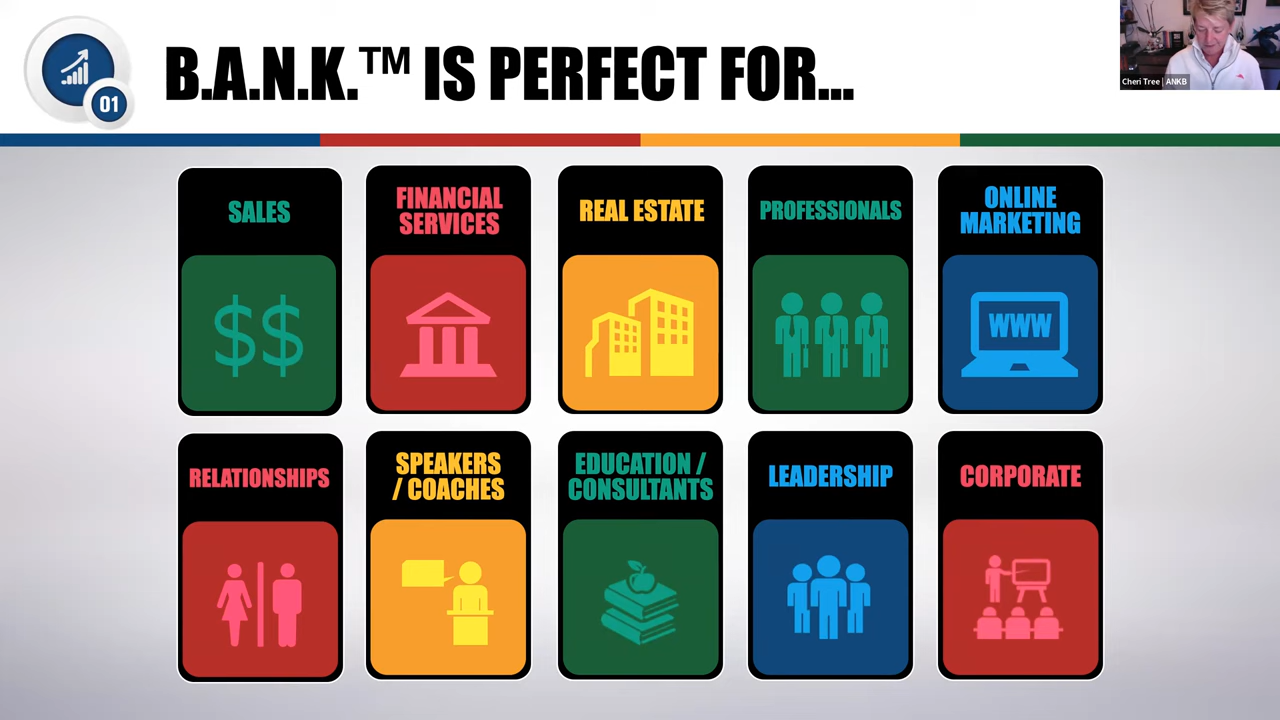 01
B.A.N.K.™ IS PERFECT FOR...
Cheri Tree | ANKB
SALES
FINANCIAL
SERVICES
REAL ESTATE
PROFESSIONALS
ONLINE
MARKETING
$$
WWW
RELATIONSHIPS
SPEAKERS
/ COACHES
EDUCATION /
CONSULTANTS
LEADERSHIP
CORPORATE